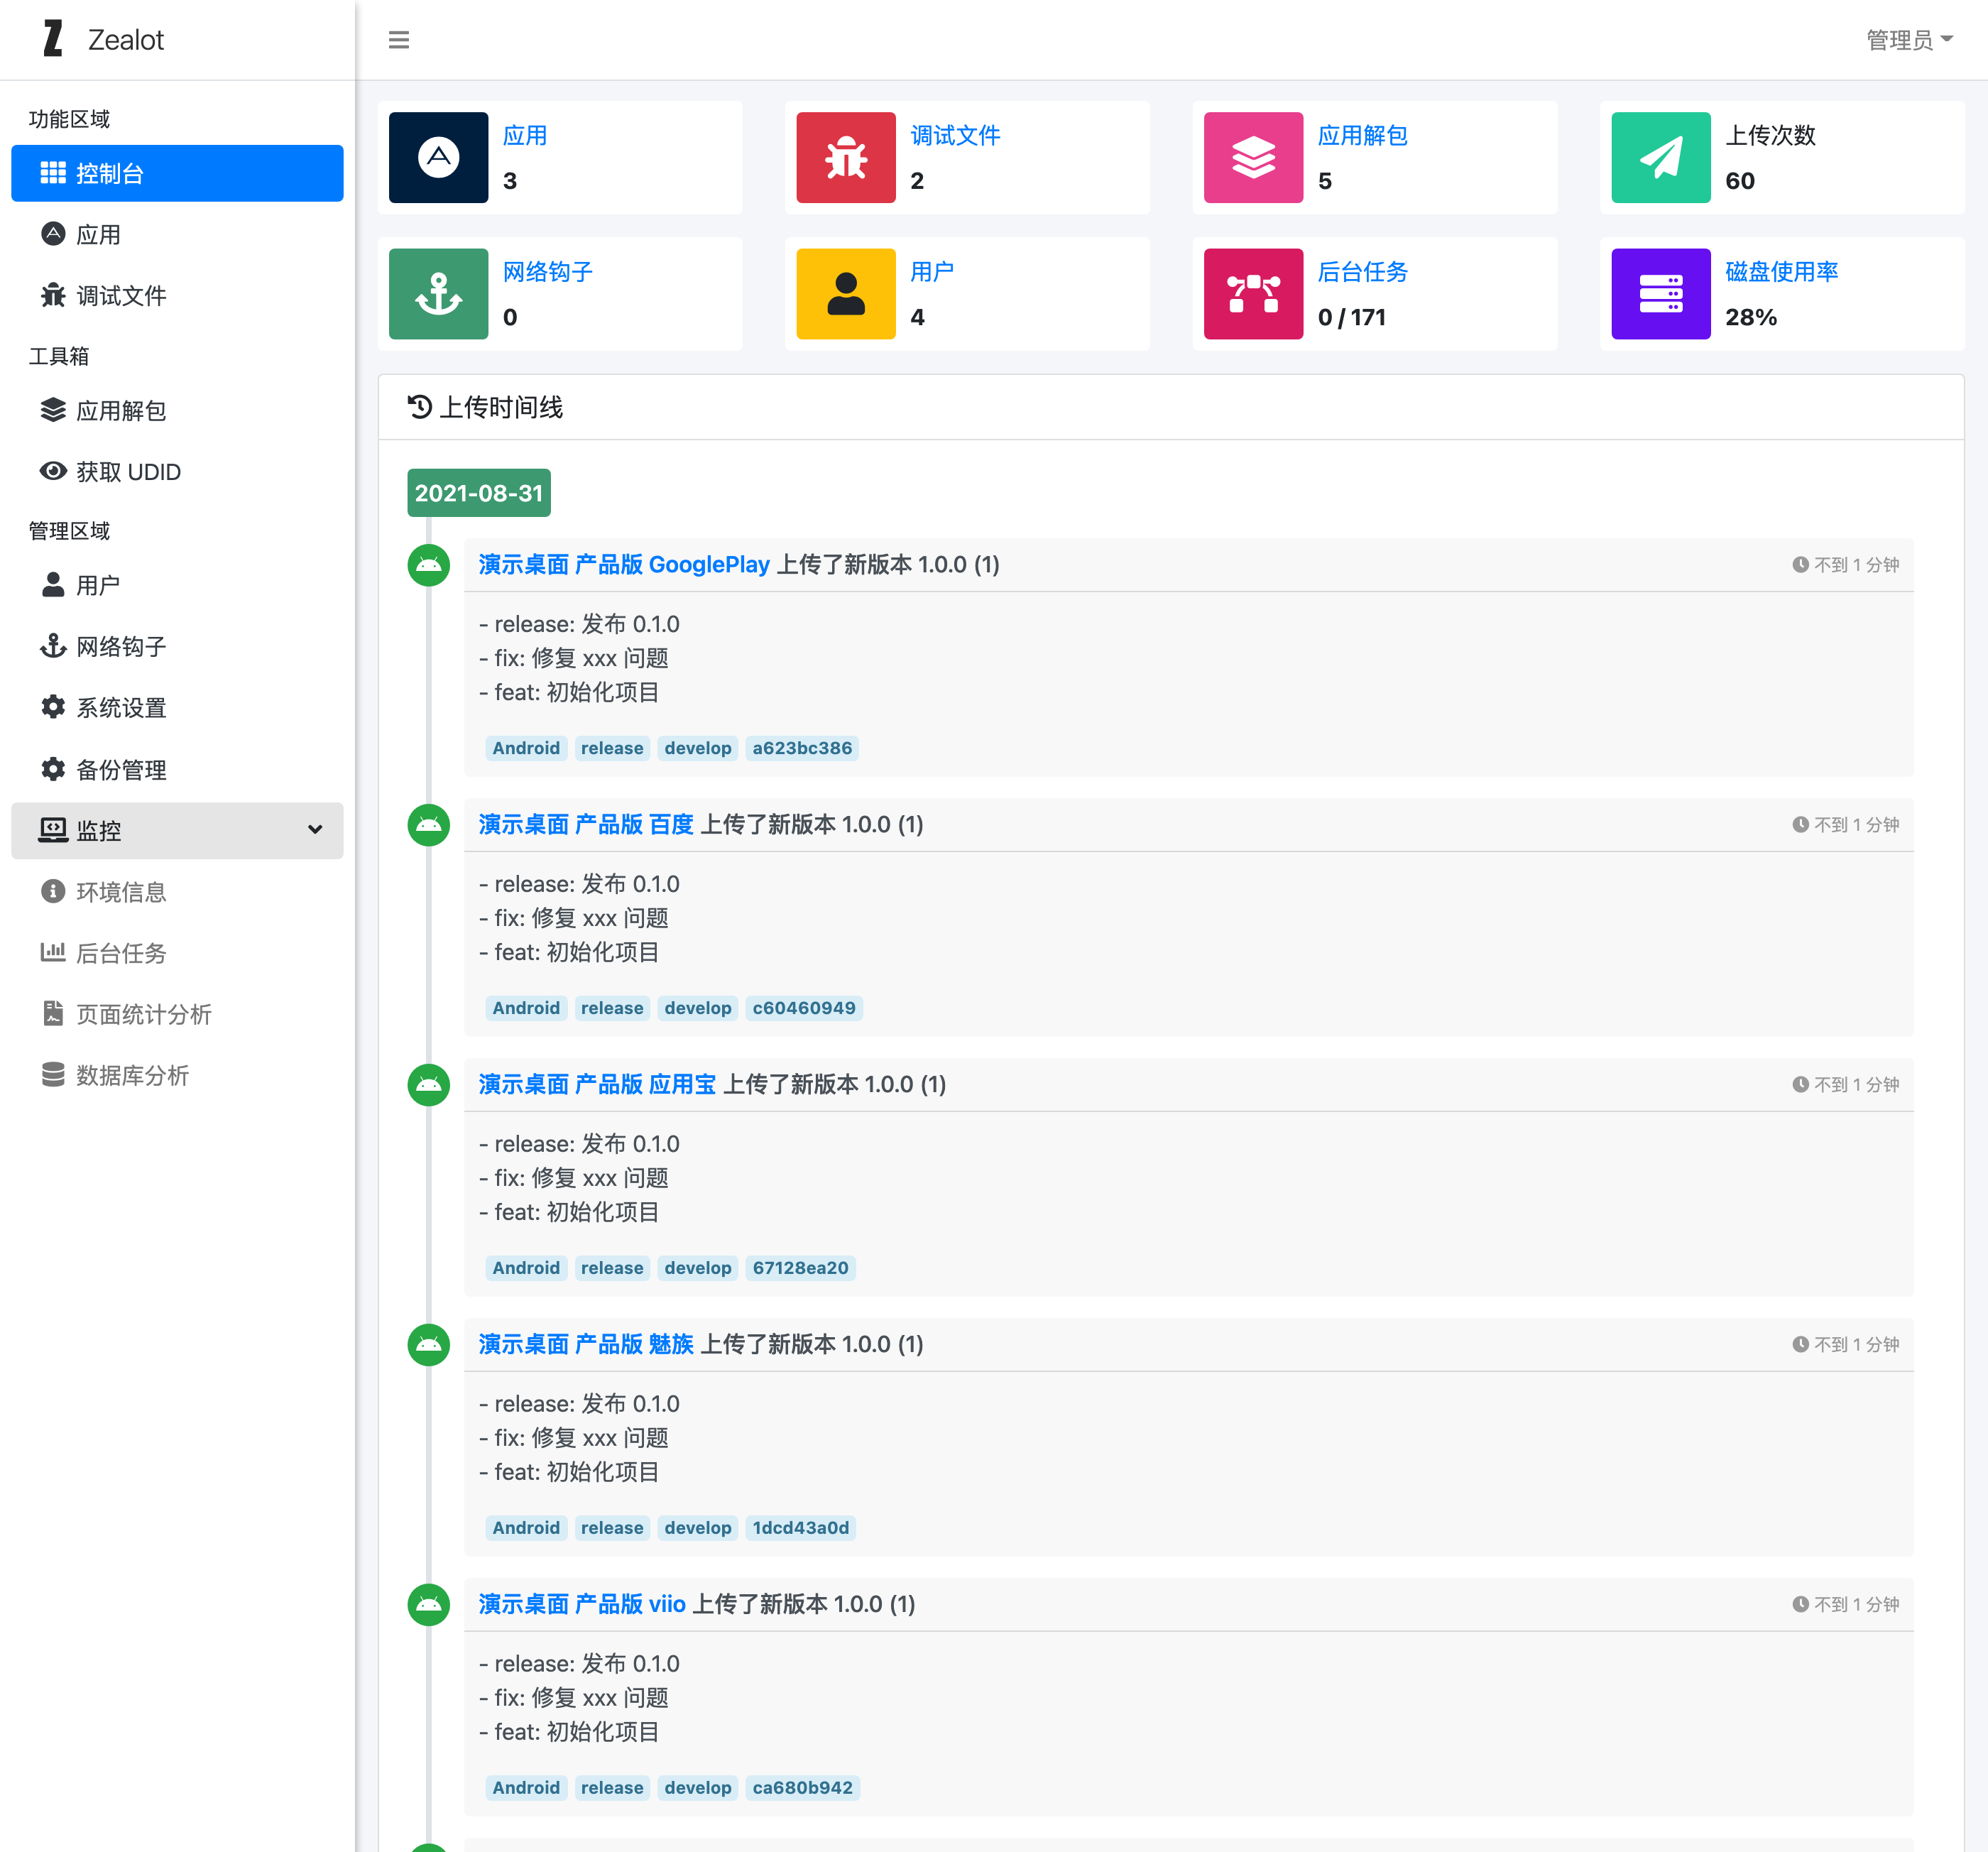 Zealot
管理员
功能区域
控制台
应用
调试文件
工具箱
应用解包
获取 UDID
管理区域
用户
网络钩子
系统设置
备份管理
监控
环境信息
后台任务
页面统计分析
数据库分析
应用
3
调试文件
2
应用解包
5
上传次数
60
网络钩子
0
用户
4
后台任务
0 / 171
磁盘使用率
28%
上传时间线
2021-08-31
演示桌面 产品版 GooglePlay 上传了新版本 1.0.0 (1)
不到 1 分钟
- release: 发布 0.1.0
- fix: 修复 xxx 问题
- feat: 初始化项目
Android release develop a623bc386
演示桌面 产品版 百度 上传了新版本 1.0.0 (1)
不到 1 分钟
- release: 发布 0.1.0
- fix: 修复 xxx 问题
- feat: 初始化项目
Android release develop c60460949
演示桌面 产品版 应用宝 上传了新版本 1.0.0 (1)
不到 1 分钟
- release: 发布 0.1.0
- fix: 修复 xxx 问题
- feat: 初始化项目
Android release develop 67128ea20
演示桌面 产品版 魅族 上传了新版本 1.0.0 (1)
不到 1 分钟
- release: 发布 0.1.0
- fix: 修复 xxx 问题
- feat: 初始化项目
Android release develop 1dcd43a0d
演示桌面 产品版 viio 上传了新版本 1.0.0 (1)
不到 1 分钟
- release: 发布 0.1.0
- fix: 修复 xxx 问题
- feat: 初始化项目
Android release develop ca680b942